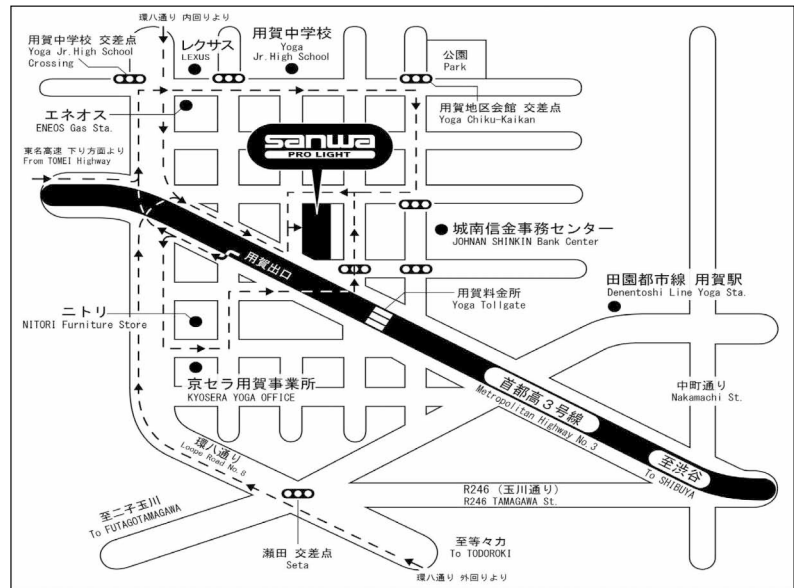 環八通り 内回りより
用賀中学校 交差点
Yoga Jr.High School
Crossing
レクサス
LEXUS
用賀中学校
Yoga
Jr.High School
公園
Park
エネオス
ENEOS Gas Sta.
用賀地区会館 交差点
Yoga Chiku-Kaikan
sanwa
PRO LIGHT
東名高速 下り方面より
From TOMEI Highway
城南信金事務センター
JOHNAN SHINKIN Bank Center
用賀出口
用賀料金所
Yoga Tollgate
田園都市線 用賀駅
Denentoshi Line Yoga Sta.
ニトリ
NITORI Furniture Store
京セラ用賀事業所
KYOSERA YOGA OFFICE
首都高3号線
Metropolitan Highway No.3
中町通り
Nakamachi St.
環八通り
Loope Road No.8
至渋谷
To SHIBUYA
R246 (玉川通り)
R246 TAMAGAWA St.
至二子玉川
To FUTAGOTAMAGAWA
瀬田 交差点
Seta
至等々力
To TODOROKI
環八通り 外回りより